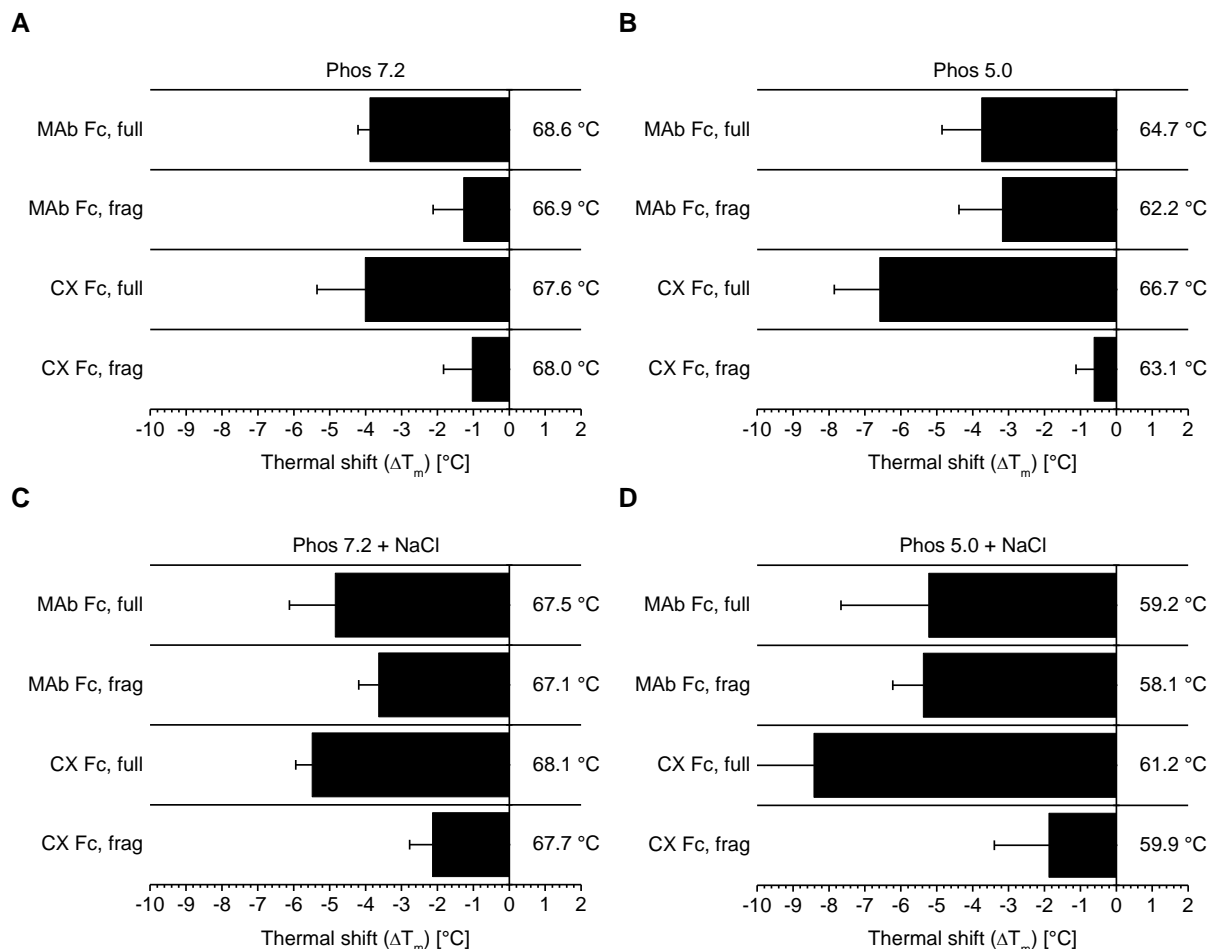 A
Phos 7.2
MAb Fc, full
68.6 °C
MAb Fc, frag
66.9 °C
CX Fc, full
67.6 °C
CX Fc, frag
68.0 °C
-10 -9 -8 -7 -6 -5 -4 -3 -2 -1 0 1 2
Thermal shift (ΔTm) [°C]
B
Phos 5.0
MAb Fc, full
64.7 °C
MAb Fc, frag
62.2 °C
CX Fc, full
66.7 °C
CX Fc, frag
63.1 °C
-10 -9 -8 -7 -6 -5 -4 -3 -2 -1 0 1 2
Thermal shift (ΔTm) [°C]
C
Phos 7.2 + NaCl
MAb Fc, full
67.5 °C
MAb Fc, frag
67.1 °C
CX Fc, full
68.1 °C
CX Fc, frag
67.7 °C
-10 -9 -8 -7 -6 -5 -4 -3 -2 -1 0 1 2
Thermal shift (ΔTm) [°C]
D
Phos 5.0 + NaCl
MAb Fc, full
59.2 °C
MAb Fc, frag
58.1 °C
CX Fc, full
61.2 °C
CX Fc, frag
59.9 °C
-10 -9 -8 -7 -6 -5 -4 -3 -2 -1 0 1 2
Thermal shift (ΔTm) [°C]